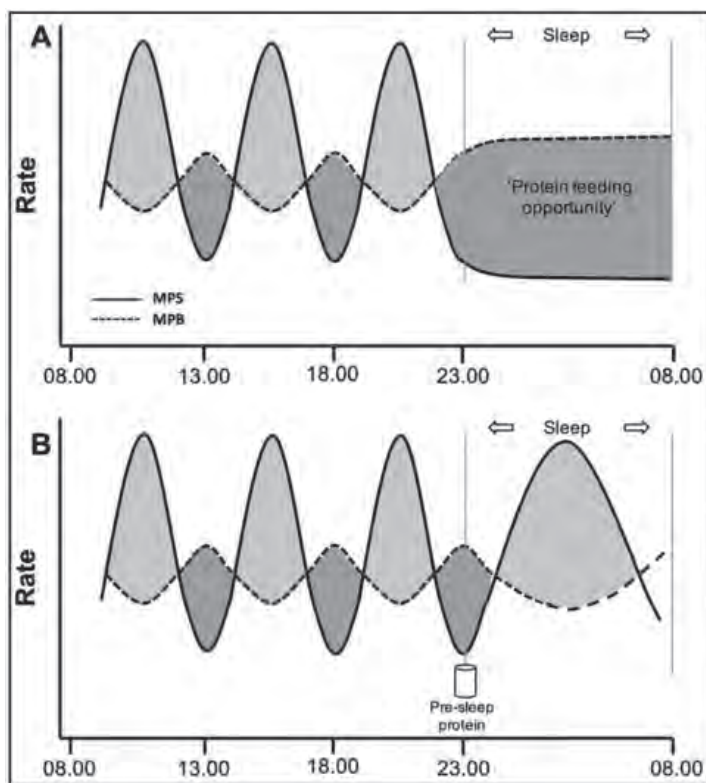 A
Sleep
Rate
'Protein feeding
opportunity'
MPS
MPB
08.00 13.00 18.00 23.00 08.00
B
Sleep
Rate
Pre-sleep
protein
08.00 13.00 18.00 23.00 08.00